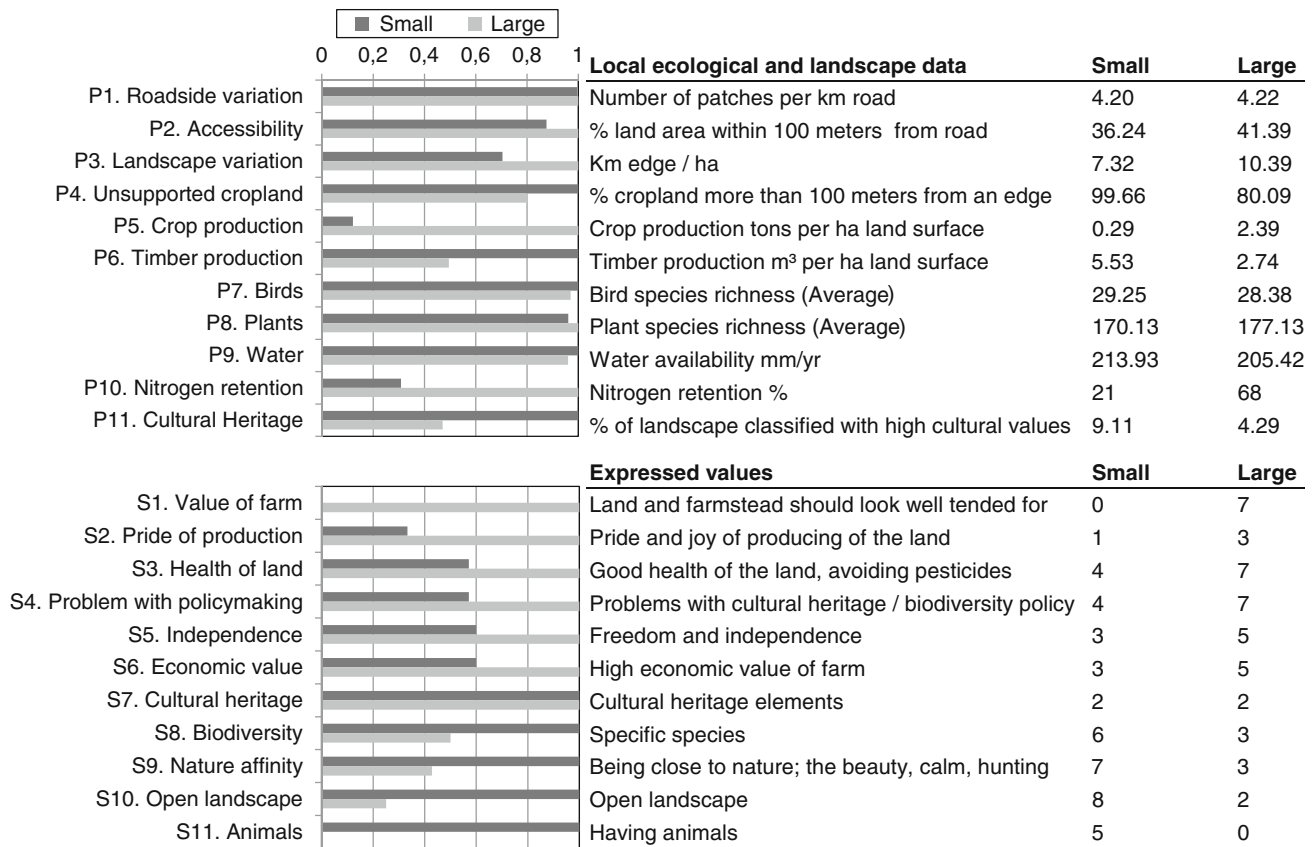 Small Large
0 0,2 0,4 0,6 0,8 1
Local ecological and landscape data Small Large
P1. Roadside variation Number of patches per km road 4.20 4.22
P2. Accessibility % land area within 100 meters from road 36.24 41.39
P3. Landscape variation Km edge / ha 7.32 10.39
P4. Unsupported cropland % cropland more than 100 meters from an edge 99.66 80.09
P5. Crop production Crop production tons per ha land surface 0.29 2.39
P6. Timber production Timber production m³ per ha land surface 5.53 2.74
P7. Birds Bird species richness (Average) 29.25 28.38
P8. Plants Plant species richness (Average) 170.13 177.13
P9. Water Water availability mm/yr 213.93 205.42
P10. Nitrogen retention Nitrogen retention % 21 68
P11. Cultural Heritage % of landscape classified with high cultural values 9.11 4.29
Expressed values Small Large
S1. Value of farm Land and farmstead should look well tended for 0 7
S2. Pride of production Pride and joy of producing of the land 1 3
S3. Health of land Good health of the land, avoiding pesticides 4 7
S4. Problem with policymaking Problems with cultural heritage / biodiversity policy 4 7
S5. Independence Freedom and independence 3 5
S6. Economic value High economic value of farm 3 5
S7. Cultural heritage Cultural heritage elements 2 2
S8. Biodiversity Specific species 6 3
S9. Nature affinity Being close to nature; the beauty, calm, hunting 7 3
S10. Open landscape Open landscape 8 2
S11. Animals Having animals 5 0